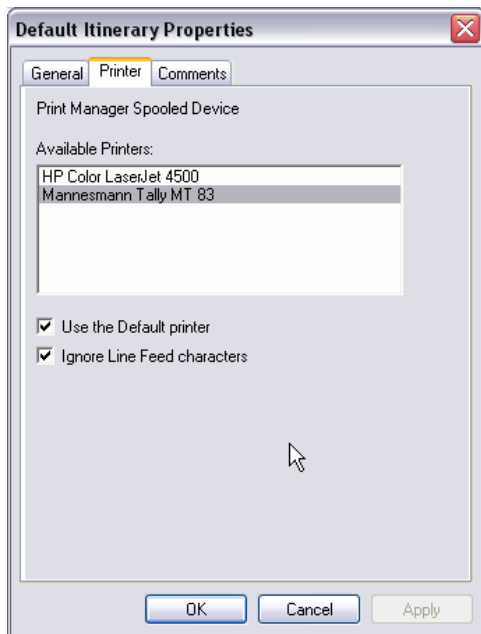 Default Itinerary Properties
General Printer Comments
Print Manager Spooled Device
Available Printers:
HP Color LaserJet 4500
Mannesmann Tally MT 83
Use the Default printer
Ignore Line Feed characters
OK Cancel Apply